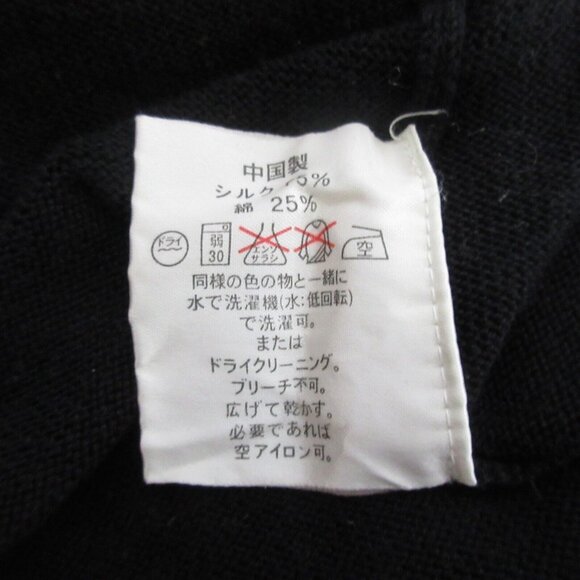 中国製
シルク 75%
綿 25%
ドライ 弱 30 エンソ サラシ 空
同様の色の物と一緒に
水で洗濯機(水:低回転)
で洗濯可。
または
ドライクリーニング。
ブリーチ不可。
広げて乾かす。
必要であれば
空アイロン可。